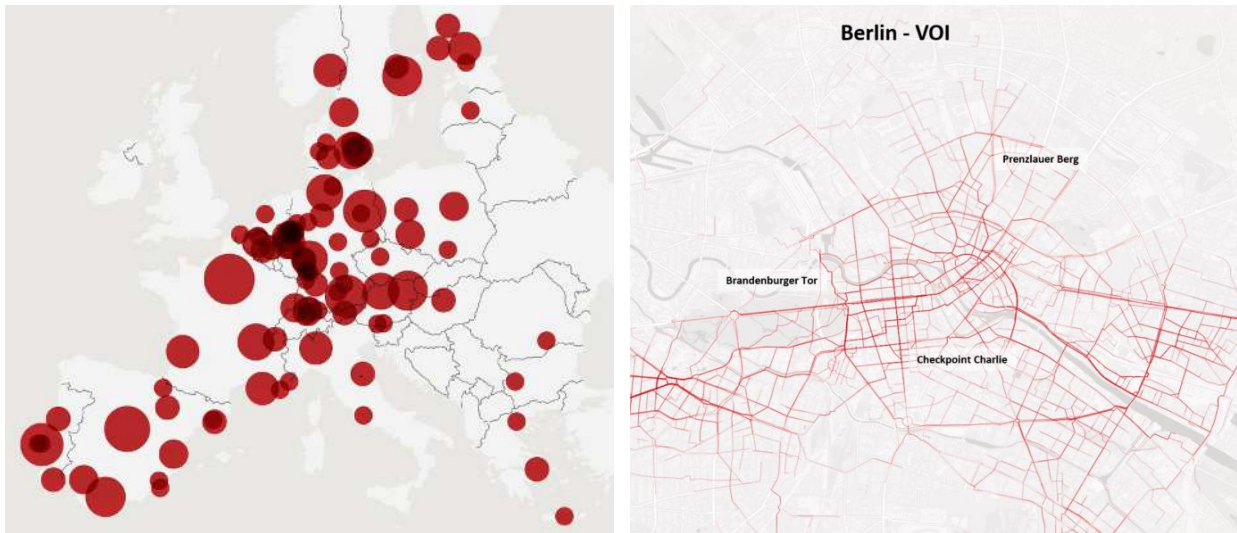 Berlin - VOI
Prenzlauer Berg
Brandenburger Tor
Checkpoint Charlie